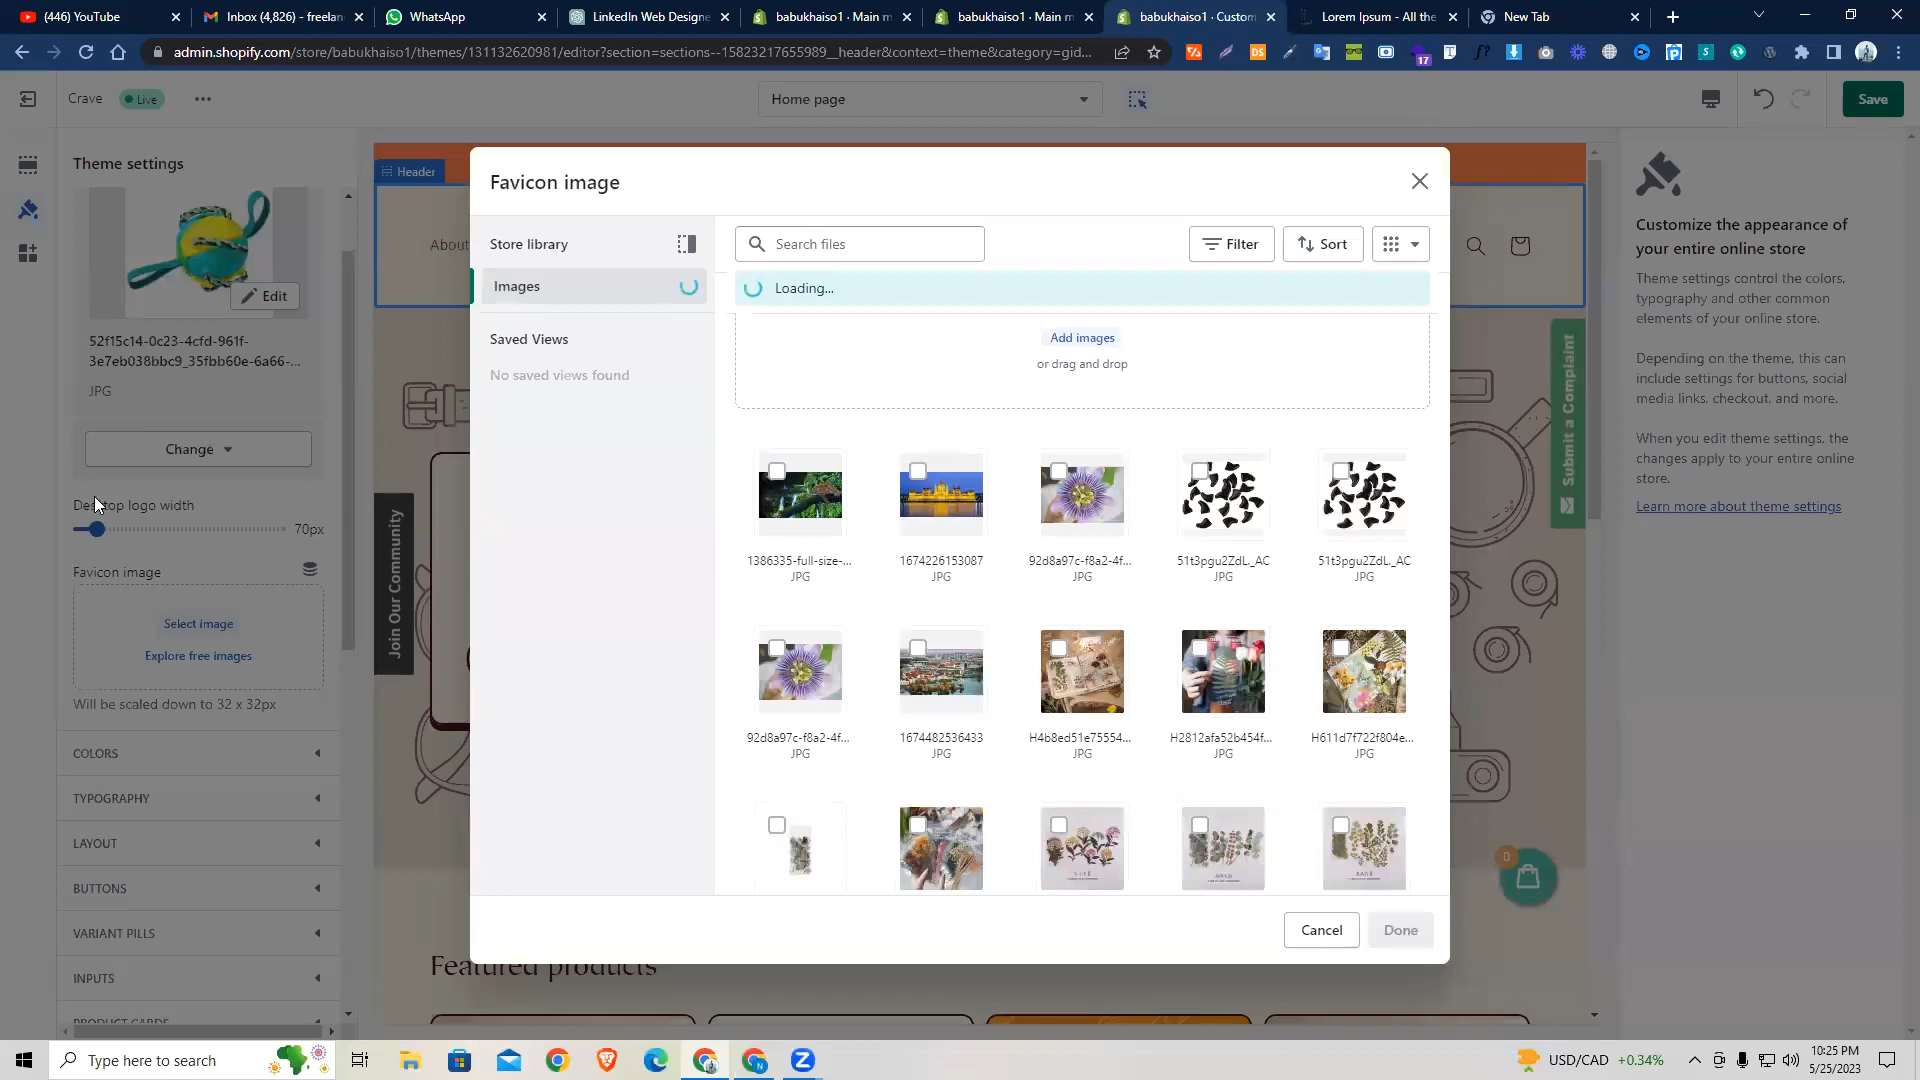 (446) YouTube
Inbox (4,826) - freelan
WhatsApp
LinkedIn Web Designe
babukhaiso1 · Main m
babukhaiso1 · Main m
babukhaiso1 · Custom
Lorem Ipsum - All the
New Tab
admin.shopify.com/store/babukhaiso1/themes/131132620981/editor?section=sections--15823217655989__header&context=theme&category=gid...
17
Crave
Live
Home page
Save
Theme settings
Edit
52f15c14-0c23-4cfd-961f-
3e7eb038bbc9_35fbb60e-6a66-...
JPG
Change
Desktop logo width
70px
Favicon image
Select image
Explore free images
Will be scaled down to 32 x 32px
COLORS
TYPOGRAPHY
LAYOUT
BUTTONS
VARIANT PILLS
INPUTS
PRODUCT CARDS
Header
About
Join Our Community
Submit a Complaint
0
Featured products
Favicon image
Store library
Images
Saved Views
No saved views found
Search files
Filter
Sort
Loading...
Add images
or drag and drop
1386335-full-size-...
JPG
1674226153087
JPG
92d8a97c-f8a2-4f...
JPG
51t3pgu2ZdL._AC
JPG
51t3pgu2ZdL._AC
JPG
92d8a97c-f8a2-4f...
JPG
1674482536433
JPG
H4b8ed51e75554...
JPG
H2812afa52b454f...
JPG
H611d7f722f804e...
JPG
Cancel
Done
Customize the appearance of
your entire online store
Theme settings control the colors,
typography and other common
elements of your online store.
Depending on the theme, this can
include settings for buttons, social
media links, checkout, and more.
When you edit theme settings, the
changes apply to your entire online
store.
Learn more about theme settings
Type here to search
USD/CAD +0.34%
10:25 PM
5/25/2023